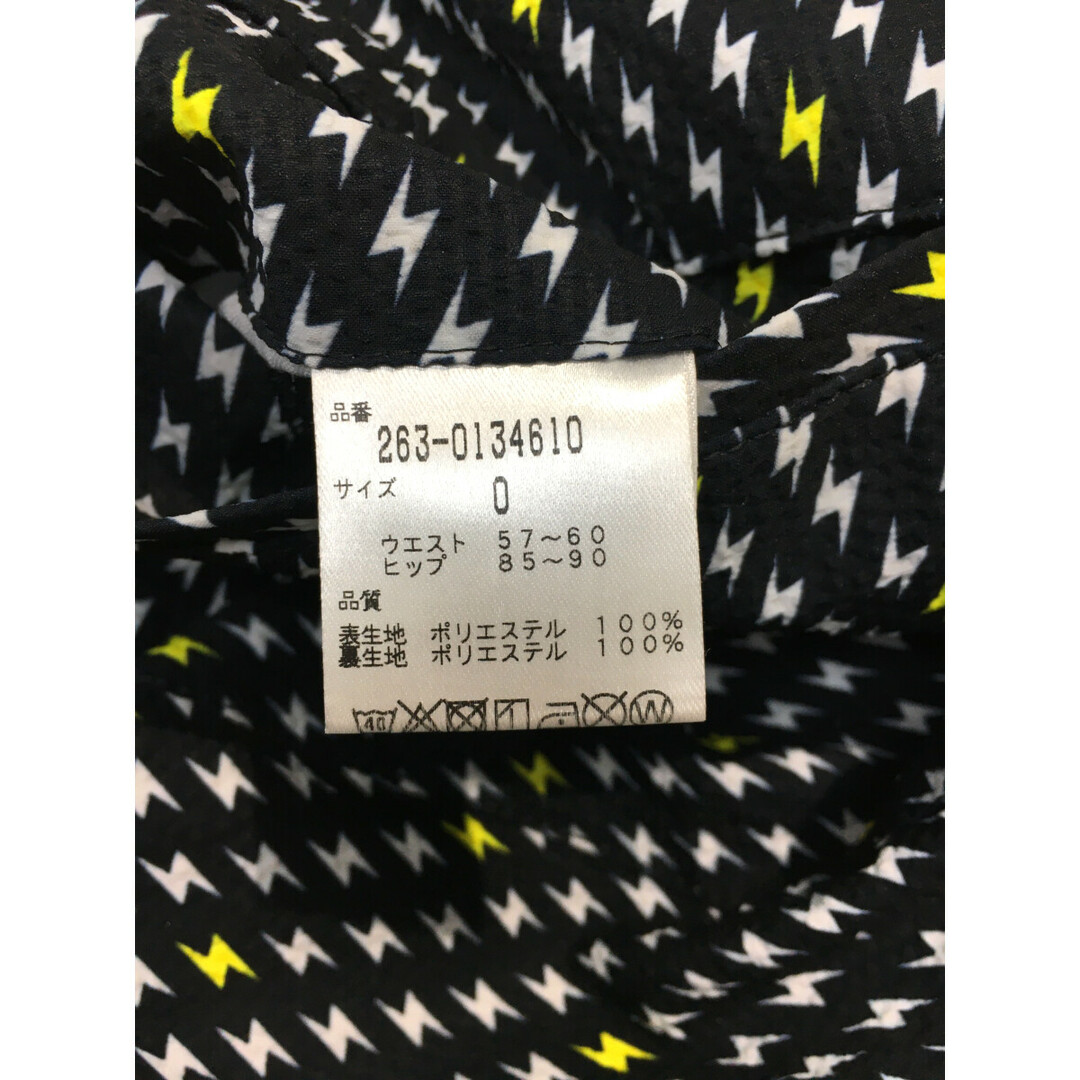 品番
263-0134610
サイズ 0
ウエスト 57～60
ヒップ 85～90
品質
表生地 ポリエステル 100%
裏生地 ポリエステル 100%
40 W